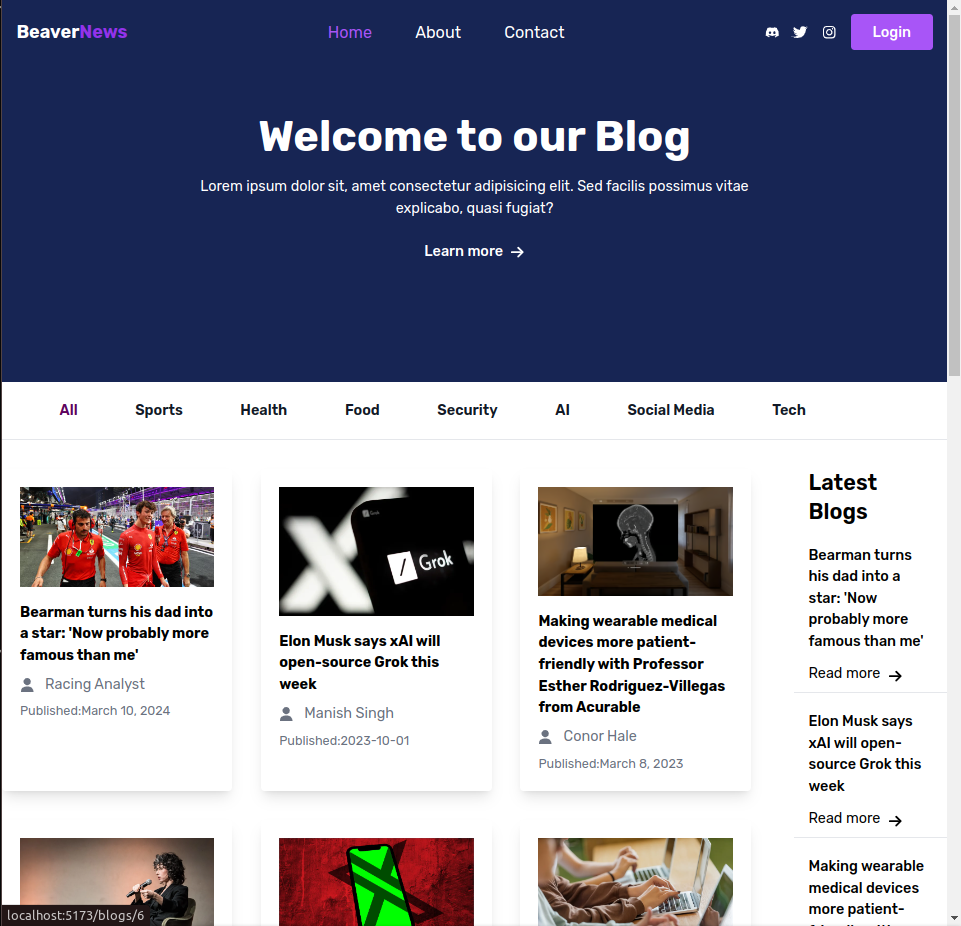 BeaverNews
Home
About
Contact
Login
Welcome to our Blog
Lorem ipsum dolor sit, amet consectetur adipisicing elit. Sed facilis possimus vitae
explicabo, quasi fugiat?
Learn more
All
Sports
Health
Food
Security
AI
Social Media
Tech
Bearman turns his dad into
a star: 'Now probably more
famous than me'
Racing Analyst
Published:March 10, 2024
Grok
Grok
Elon Musk says xAI will
open-source Grok this
week
Manish Singh
Published:2023-10-01
Making wearable medical
devices more patient-
friendly with Professor
Esther Rodriguez-Villegas
from Acurable
Conor Hale
Published:March 8, 2023
Latest
Blogs
Bearman turns
his dad into a
star: 'Now
probably more
famous than me'
Read more
Elon Musk says
xAI will open-
source Grok this
week
Read more
Making wearable
medical devices
more patient-
localhost:5173/blogs/6